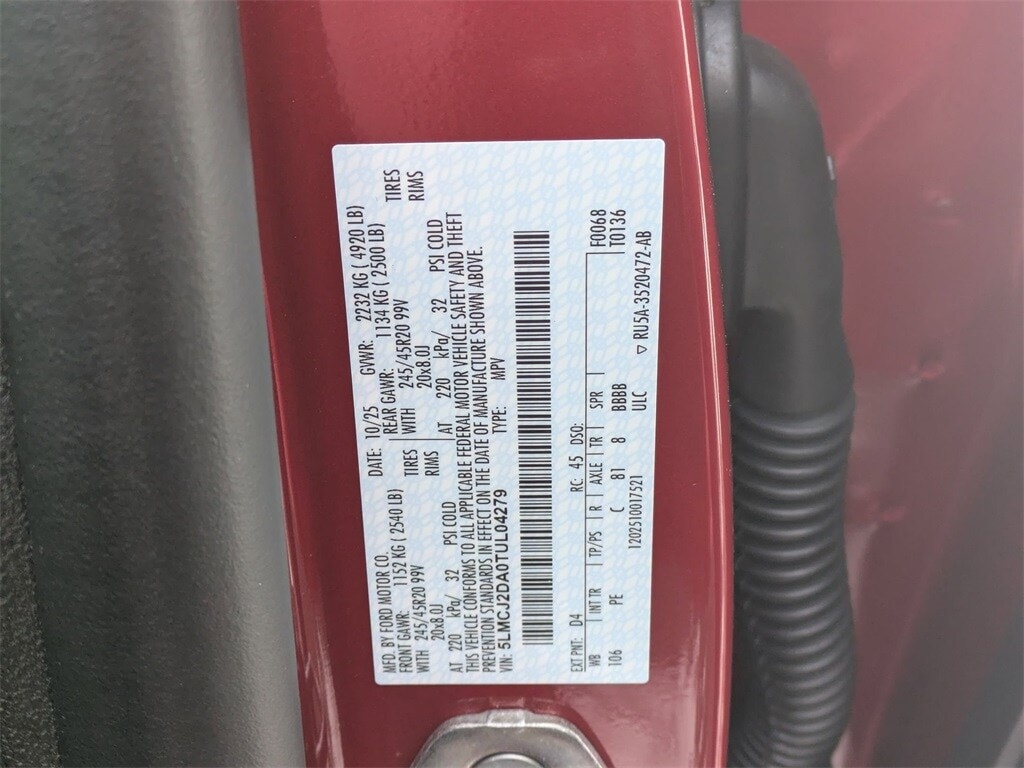 MFD. BY FORD MOTOR CO. DATE: 10/25 GVWR: 2232 KG ( 4920 LB)
FRONT GAWR: 1152 KG ( 2540 LB) REAR GAWR: 1134 KG ( 2500 LB)
WITH 245/45R20 99V TIRES WITH 245/45R20 99V TIRES
20x8.0J RIMS 20x8.0J RIMS
AT 220 kPa/ 32 PSI COLD AT 220 kPa/ 32 PSI COLD
THIS VEHICLE CONFORMS TO ALL APPLICABLE FEDERAL MOTOR VEHICLE SAFETY AND THEFT
PREVENTION STANDARDS IN EFFECT ON THE DATE OF MANUFACTURE SHOWN ABOVE.
VIN: 5LMCJ2DA0TUL04279 TYPE: MPV
EXT PNT: D4 RC: 45 DSO: F0068
WB INTTR TP/PS R AXLE TR SPR T0136
106 PE C 81 8 BBBB
1202510017521 ULC ▽ RU5A-3520472-AB